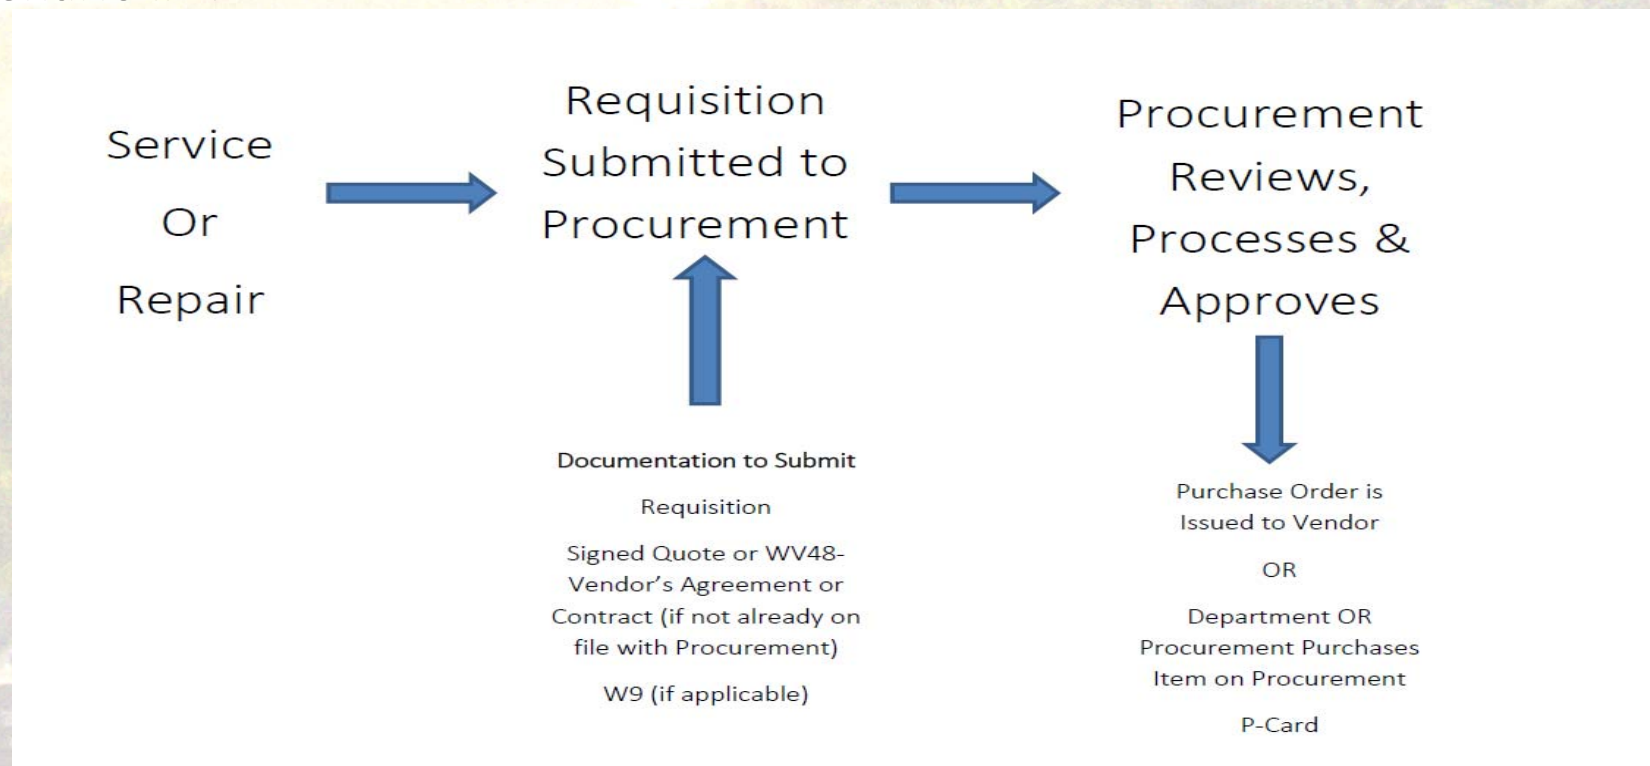 Service
Or
Repair
Requisition
Submitted to
Procurement
Documentation to Submit
Requisition
Signed Quote or WV48-
Vendor’s Agreement or
Contract (if not already on
file with Procurement)
W9 (if applicable)
Procurement
Reviews,
Processes &
Approves
Purchase Order is
Issued to Vendor
OR
Department OR
Procurement Purchases
Item on Procurement
P-Card